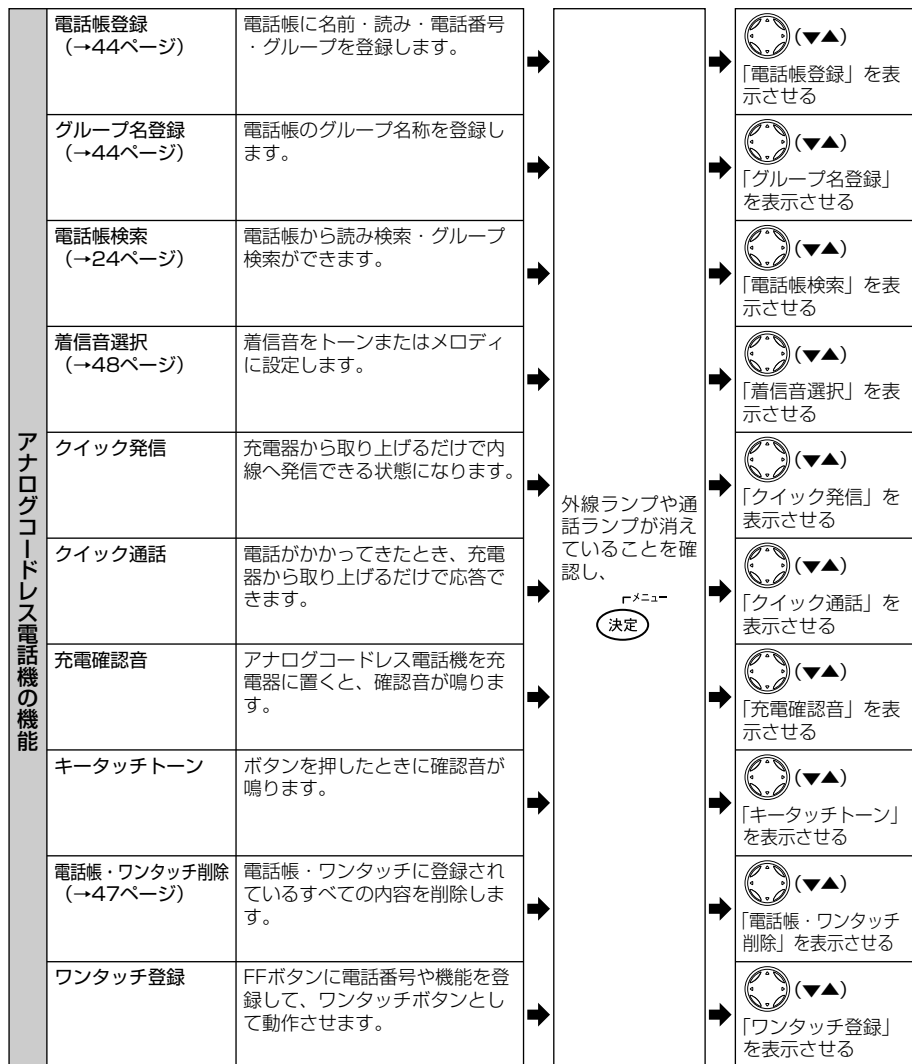 アナログコードレス電話機の機能
電話帳登録
（→44ページ）
電話帳に名前・読み・電話番号
・グループを登録します。
（▼▲）
「電話帳登録」を表
示させる
グループ名登録
（→44ページ）
電話帳のグループ名称を登録し
ます。
（▼▲）
「グループ名登録」
を表示させる
電話帳検索
（→24ページ）
電話帳から読み検索・グループ
検索ができます。
（▼▲）
「電話帳検索」を表
示させる
着信音選択
（→48ページ）
着信音をトーンまたはメロディ
に設定します。
（▼▲）
「着信音選択」を表
示させる
クイック発信
充電器から取り上げるだけで内
線へ発信できる状態になります。
外線ランプや通
話ランプが消え
ていることを確
認し、
メニュー
決定
（▼▲）
「クイック発信」を
表示させる
クイック通話
電話がかかってきたとき、充電
器から取り上げるだけで応答で
きます。
（▼▲）
「クイック通話」を
表示させる
充電確認音
アナログコードレス電話機を充
電器に置くと、確認音が鳴りま
す。
（▼▲）
「充電確認音」を表
示させる
キータッチトーン
ボタンを押したときに確認音が
鳴ります。
（▼▲）
「キータッチトーン」
を表示させる
電話帳・ワンタッチ削除
（→47ページ）
電話帳・ワンタッチに登録され
ているすべての内容を削除しま
す。
（▼▲）
「電話帳・ワンタッチ
削除」を表示させる
ワンタッチ登録
FFボタンに電話番号や機能を登
録して、ワンタッチボタンとし
て動作させます。
（▼▲）
「ワンタッチ登録」
を表示させる